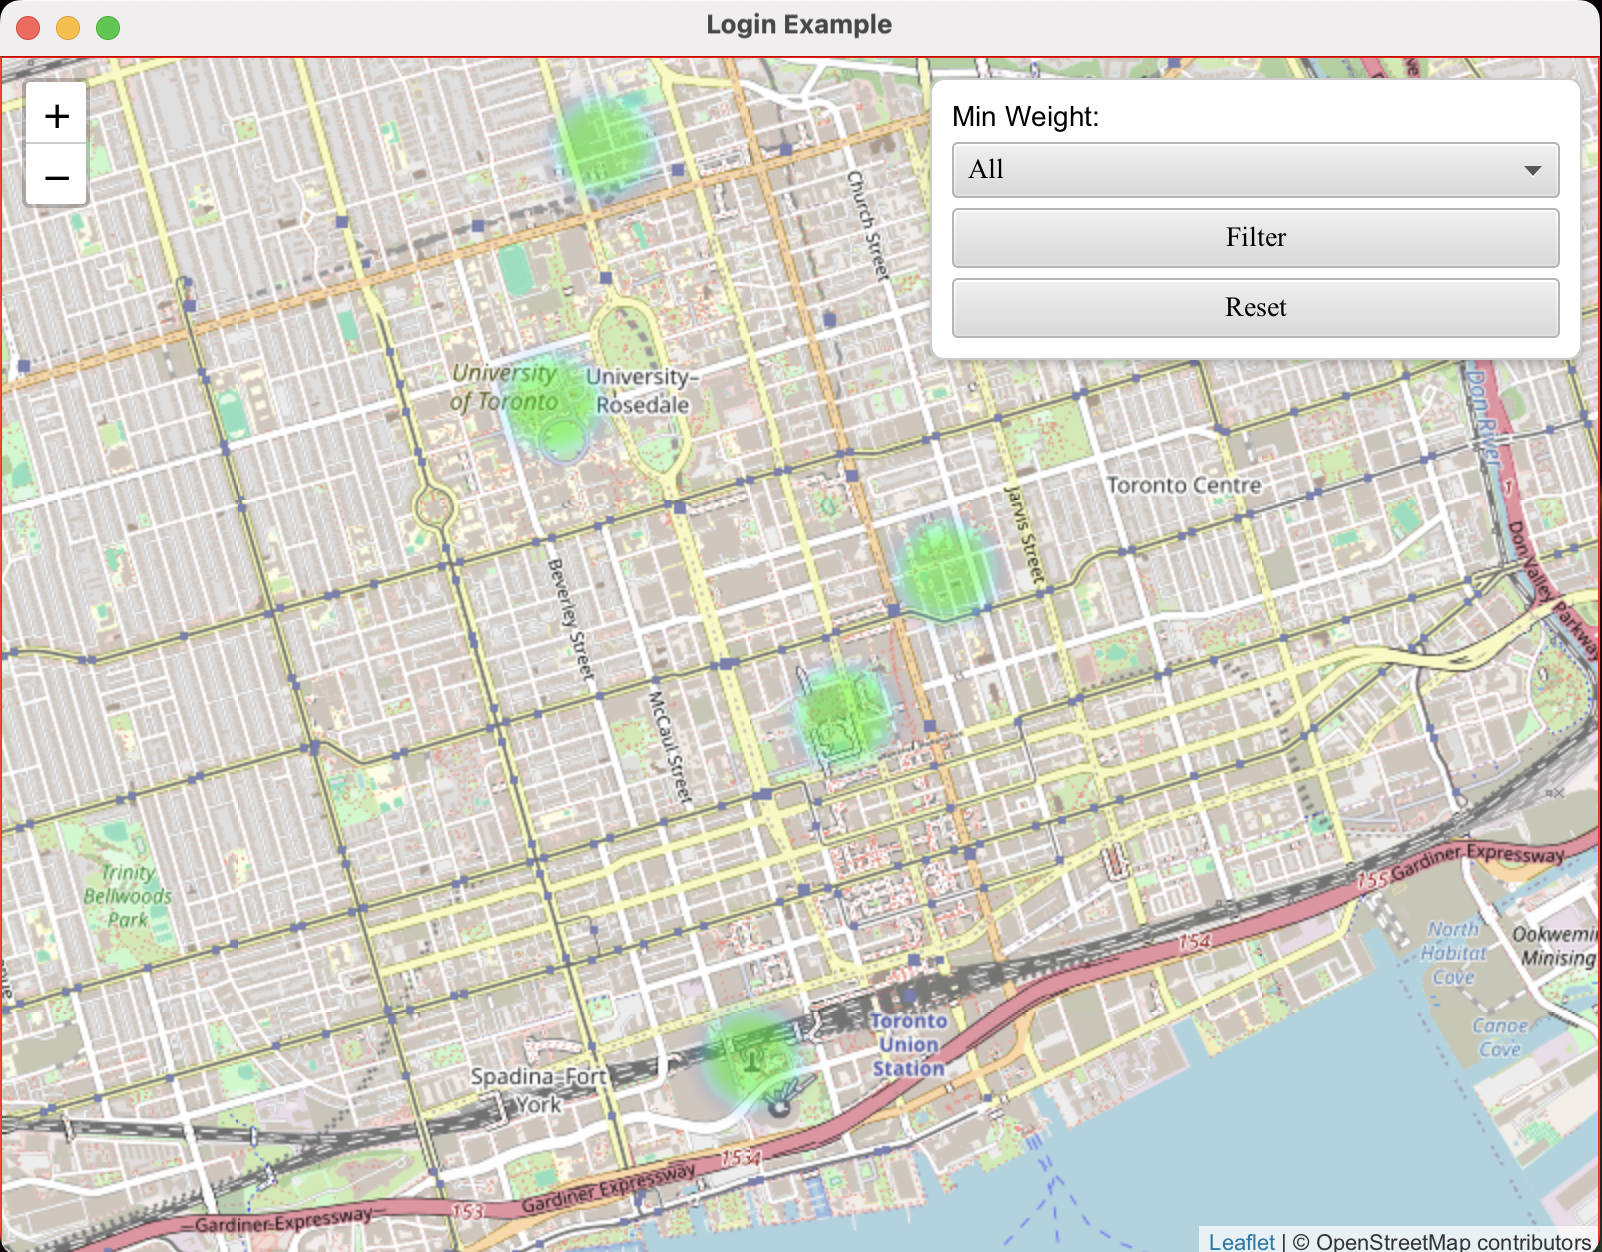 Login Example
+
−
Min Weight:
All
Filter
Reset
Church Street
University
of Toronto
University–
Rosedale
Don River
1
Toronto Centre
Jarvis Street
Don Valley Parkway
Beverley Street
McCaul Street
Trinity
Bellwoods
Park
155
Gardiner Expressway
154
North
Habitat
Cove
Ookwemin
Minising
Canoe
Cove
Toronto
Union
Station
Spadina–Fort
York
Gardiner Expressway
153
Gardiner Expressway
Leaflet | © OpenStreetMap contributors